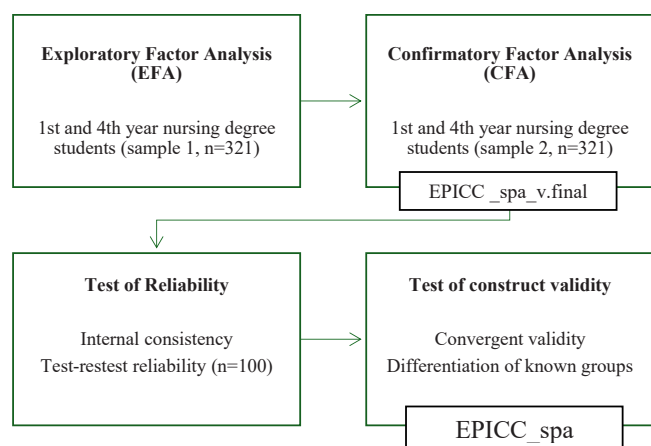 Exploratory Factor Analysis
(EFA)
1st and 4th year nursing degree
students (sample 1, n=321)
Confirmatory Factor Analysis
(CFA)
1st and 4th year nursing degree
students (sample 2, n=321)
EPICC _spa_v.final
Test of Reliability
Internal consistency
Test-restest reliability (n=100)
Test of construct validity
Convergent validity
Differentiation of known groups
EPICC_spa